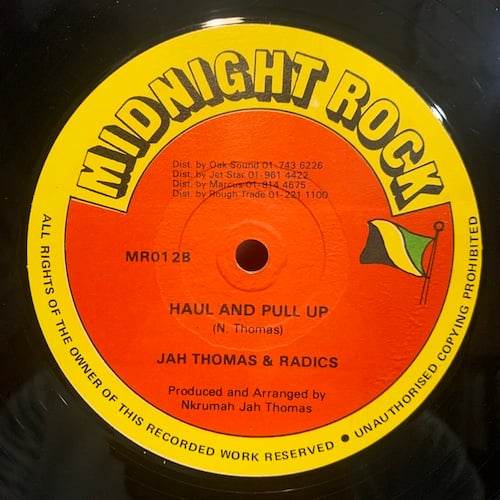 MIDNIGHT ROCK
Dist. by Oak Sound 01-743 6226
Dist. by Jet Star 01-961 4422
Dist. by Marcus 01-814 4675
Dist. by Rough Trade 01-221 1100
MR012B
HAUL AND PULL UP
(N. Thomas)
JAH THOMAS & RADICS
Produced and Arranged by
Nkrumah Jah Thomas
ALL RIGHTS OF THE OWNER OF THIS RECORDED WORK RESERVED ● UNAUTHORISED COPYING PROHIBITED